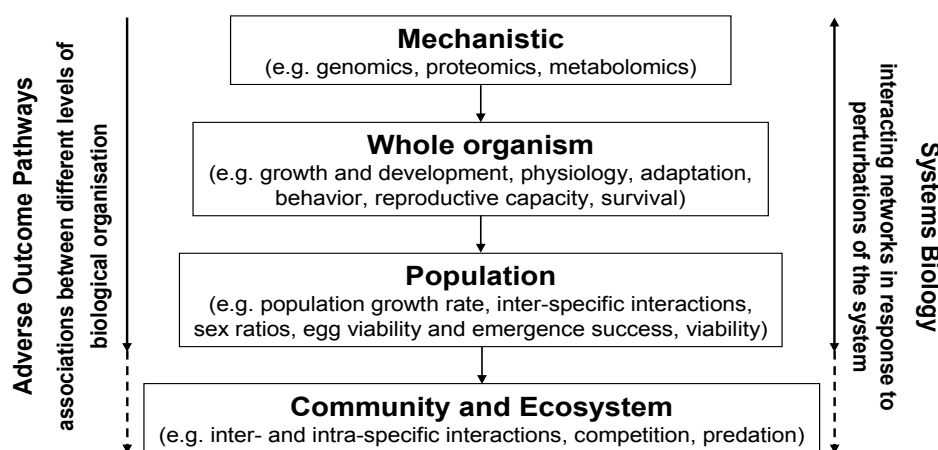 Mechanistic
(e.g. genomics, proteomics, metabolomics)
Whole organism
(e.g. growth and development, physiology, adaptation,
behavior, reproductive capacity, survival)
Population
(e.g. population growth rate, inter-specific interactions,
sex ratios, egg viability and emergence success, viability)
Community and Ecosystem
(e.g. inter- and intra-specific interactions, competition, predation)
Adverse Outcome Pathways
associations between different levels of
biological organisation
Systems Biology
interacting networks in response to
perturbations of the system